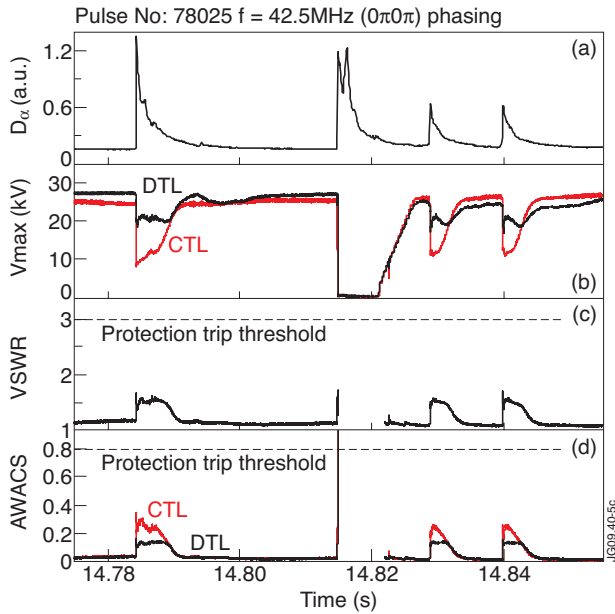 Pulse No: 78025 f = 42.5MHz (0π0π) phasing
(a)
1.2
0.6
0
Dα (a.u.)
(b)
30
20
10
0
Vmax (kV)
DTL
CTL
(c)
3
2
1
VSWR
Protection trip threshold
(d)
0.8
0.6
0.4
0.2
0
AWACS
Protection trip threshold
CTL
DTL
14.78 14.80 14.82 14.84
Time (s)
JG09.40-5c